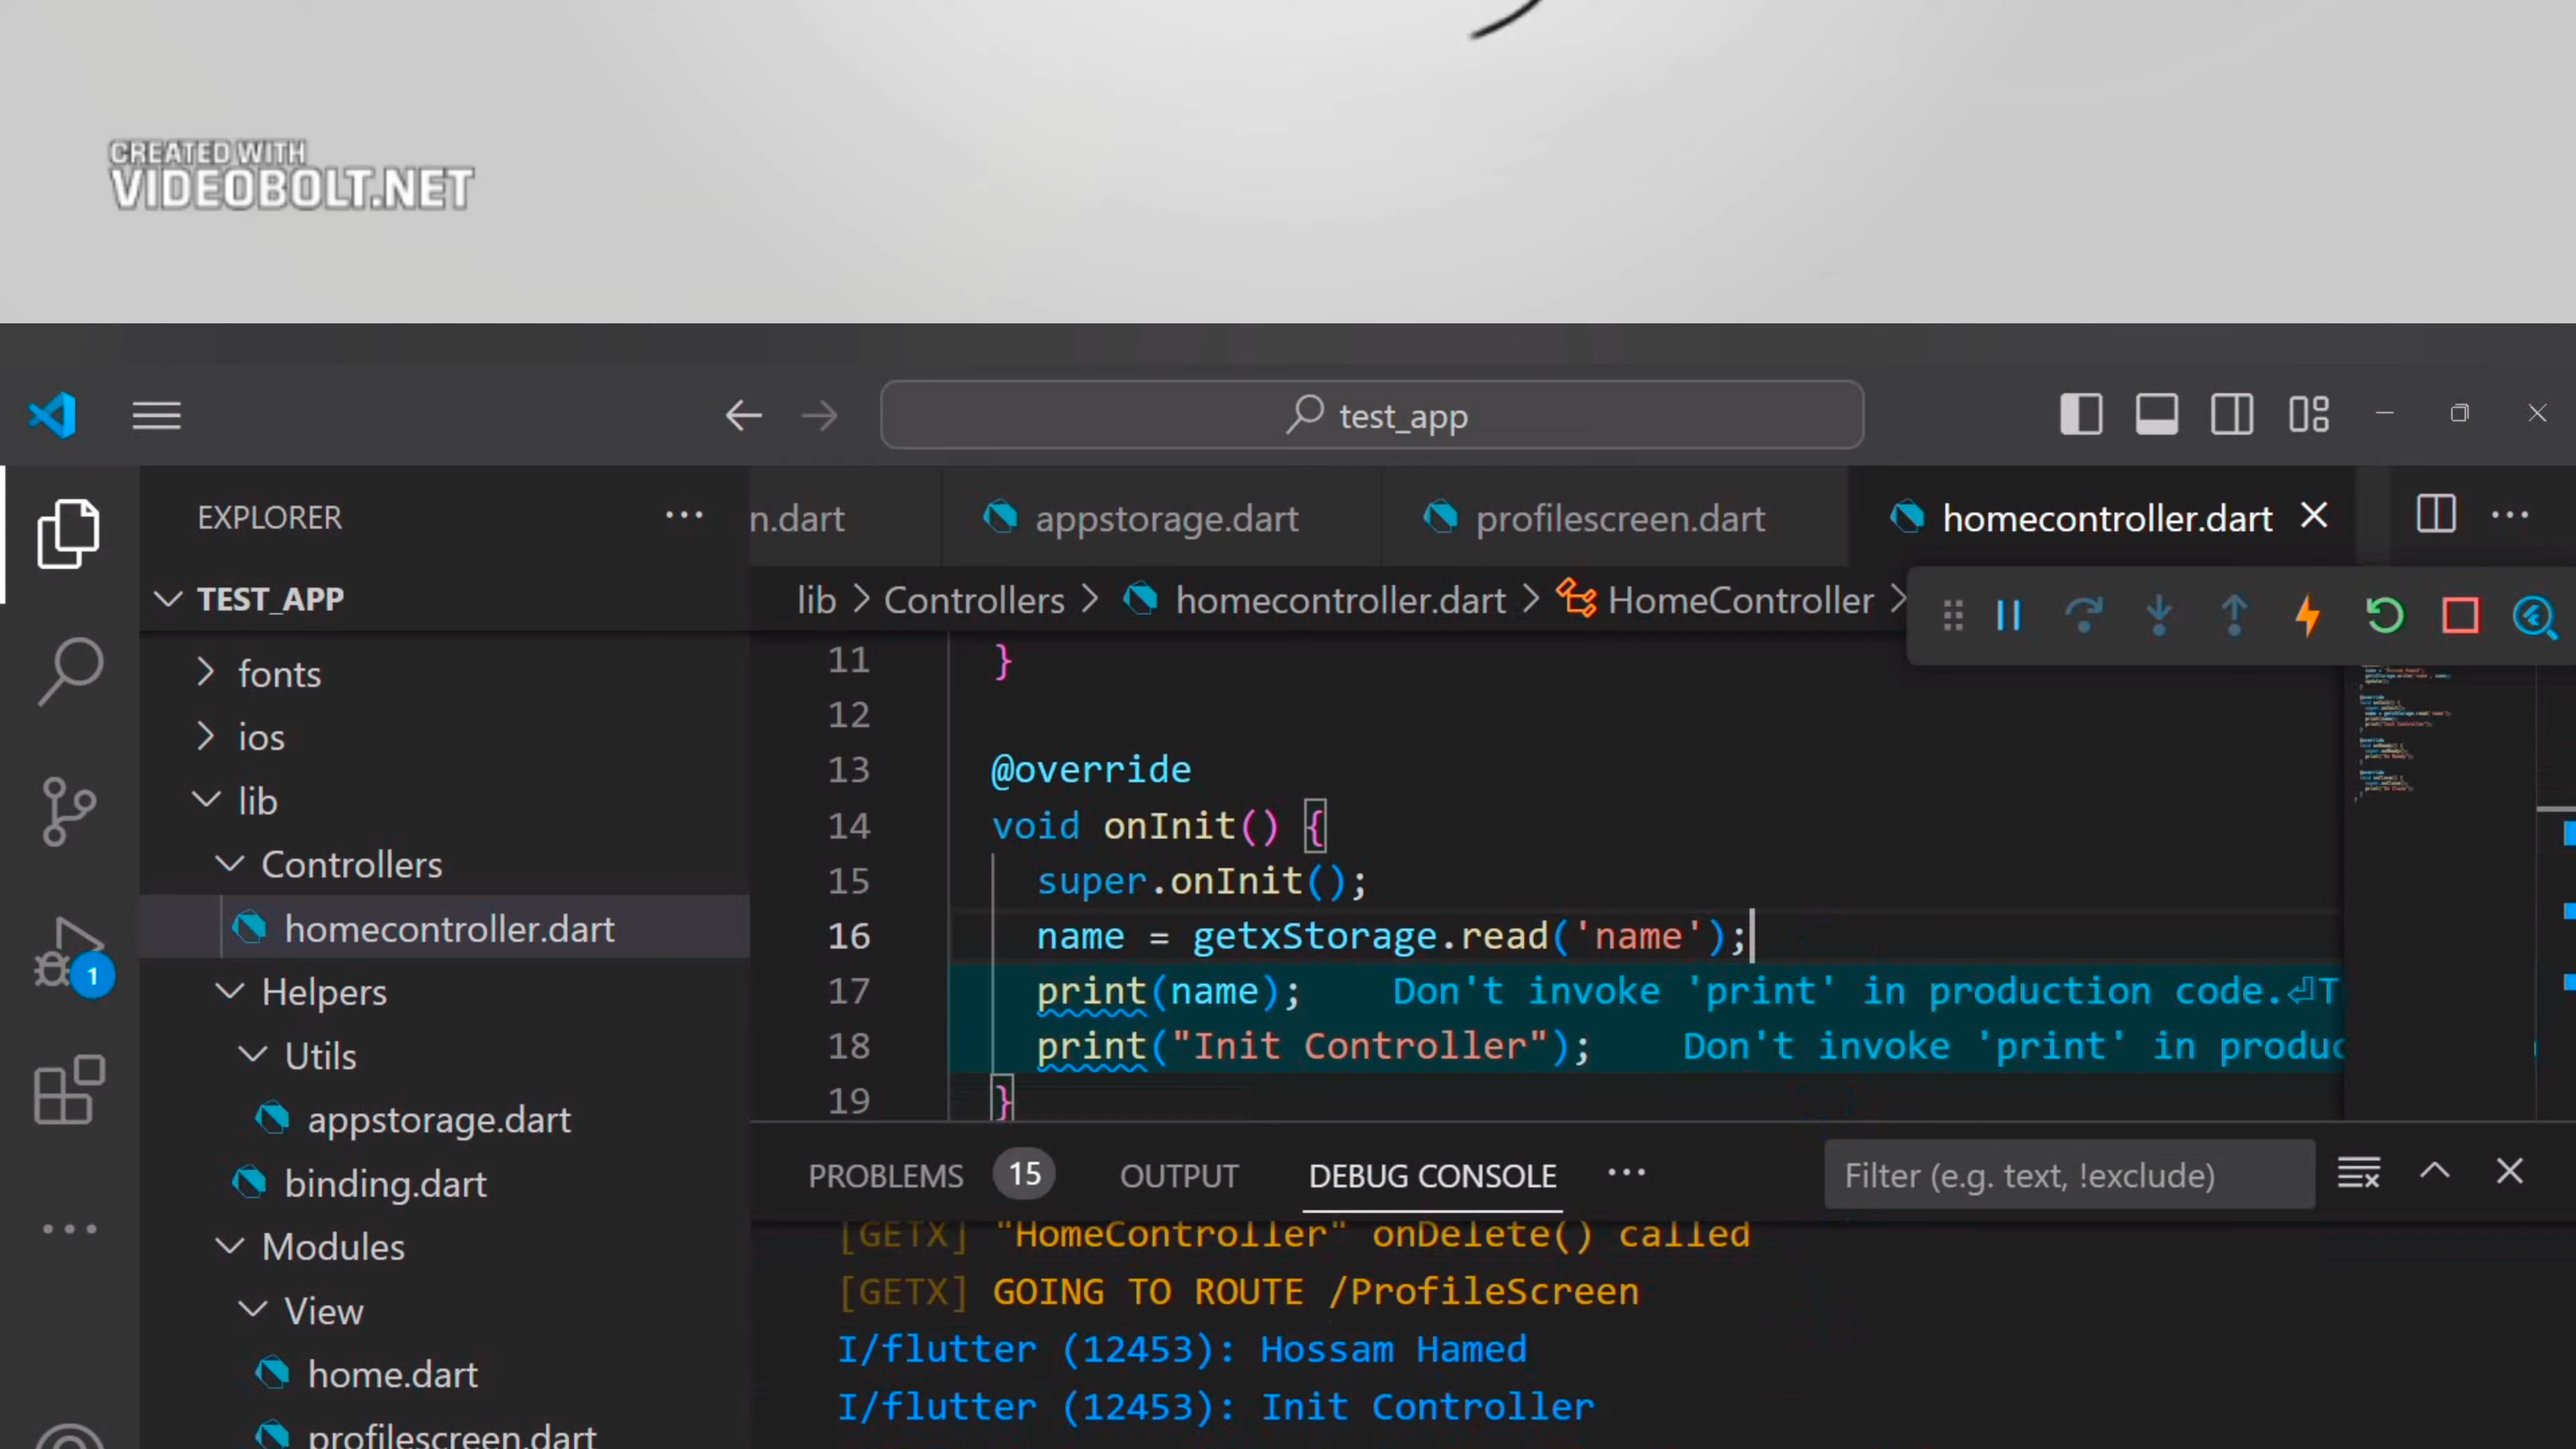 CREATED WITH
VIDEOBOLT.NET
test_app
EXPLORER
n.dart
appstorage.dart
profilescreen.dart
homecontroller.dart
TEST_APP
lib > Controllers > homecontroller.dart > HomeController >
fonts
ios
lib
Controllers
homecontroller.dart
Helpers
Utils
appstorage.dart
binding.dart
Modules
View
home.dart
profilescreen.dart
1
11 }
12
13 @override
14 void onInit() {
15 super.onInit();
16 name = getxStorage.read('name');
17 print(name); Don't invoke 'print' in production code.⏎T
18 print("Init Controller"); Don't invoke 'print' in produc
19 }
PROBLEMS 15 OUTPUT DEBUG CONSOLE
Filter (e.g. text, !exclude)
[GETX] "HomeController" onDelete() called
[GETX] GOING TO ROUTE /ProfileScreen
I/flutter (12453): Hossam Hamed
I/flutter (12453): Init Controller